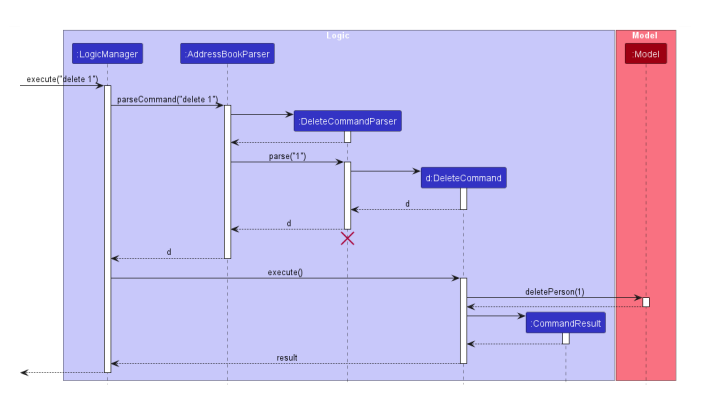 Logic
Model
:LogicManager
:AddressBookParser
:Model
execute("delete 1")
parseCommand("delete 1")
:DeleteCommandParser
parse("1")
d:DeleteCommand
d
d
d
execute()
deletePerson(1)
:CommandResult
result